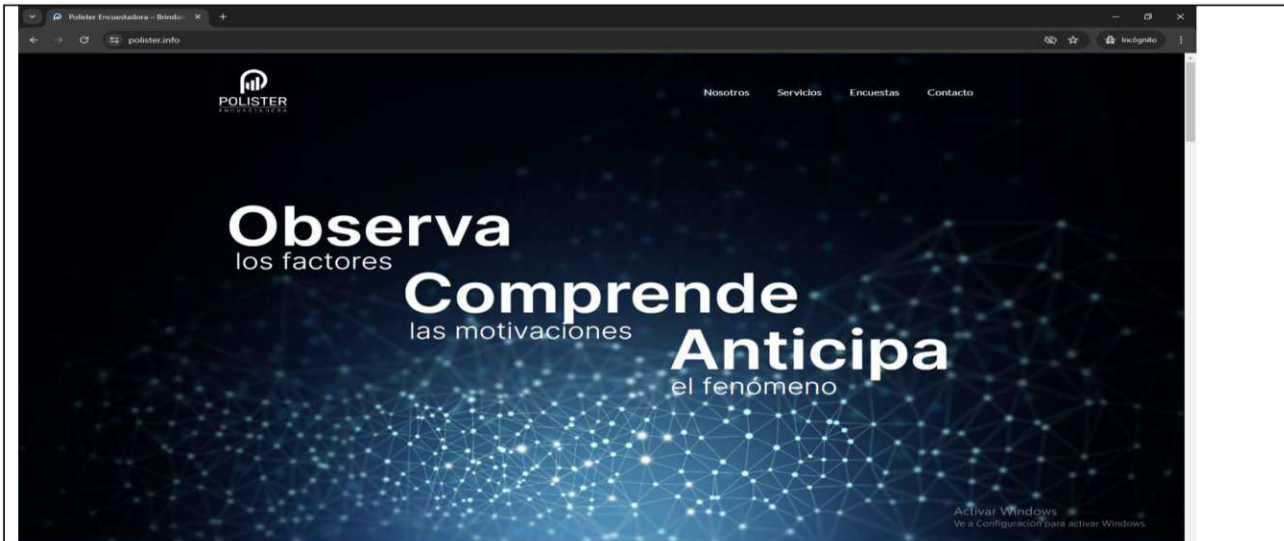 Polister Encuestadora – Brinda
polister.info
Incógnito
POLISTER
ENCUESTADORA
Nosotros Servicios Encuestas Contacto
Observa
los factores
Comprende
las motivaciones
Anticipa
el fenómeno
Activar Windows
Ve a Configuración para activar Windows.